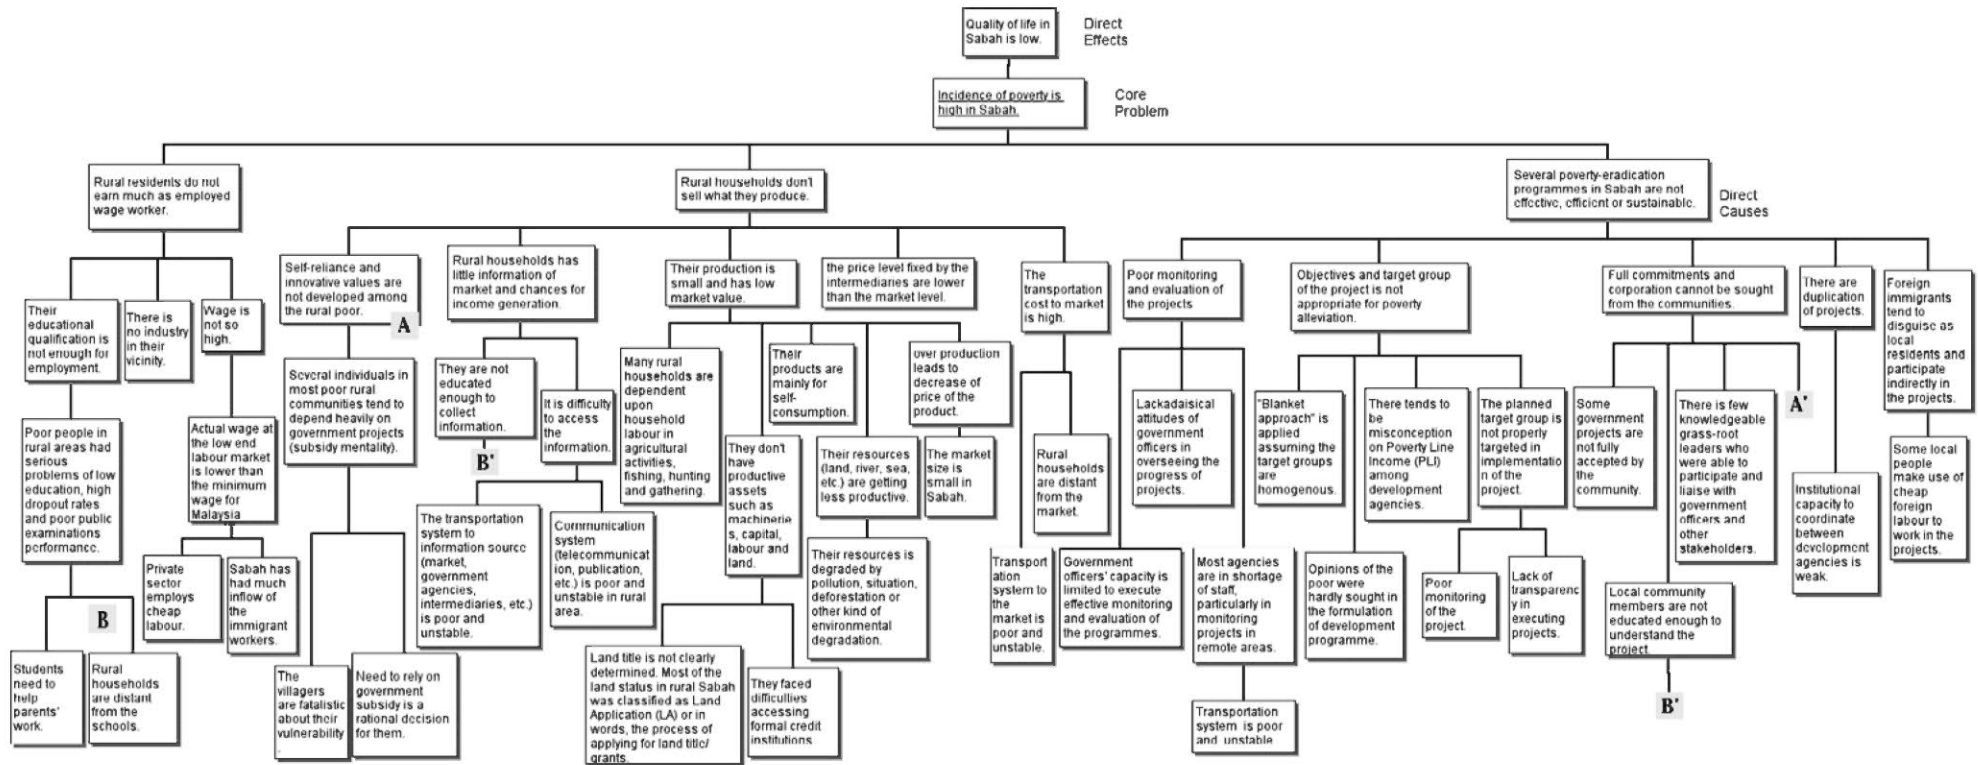 Quality of life in
Sabah is low.
Direct
Effects
Incidence of poverty is
high in Sabah.
Core
Problem
Rural residents do not
earn much as employed
wage worker.
Rural households don't
sell what they produce.
Several poverty-eradication
programmes in Sabah are not
effective, efficient or sustainable.
Direct
Causes
Their
educational
qualification is
not enough for
employment.
There is
no industry
in their
vicinity.
Wage is
not so
high.
Self-reliance and
innovative values are
not developed among
the rural poor.
A
Rural households has
little information of
market and chances for
income generation.
Their production is
small and has low
market value.
the price level fixed by the
intermediaries are lower
than the market level.
The
transportation
cost to market
is high.
Poor monitoring
and evaluation of
the projects
Objectives and target group
of the project is not
appropriate for poverty
alleviation.
Full commitments and
corporation cannot be sought
from the communities.
There are
duplication
of projects.
Foreign
immigrants
tend to
disguise as
local
residents and
participate
indirectly in
the projects.
Poor people in
rural areas had
serious
problems of low
education, high
dropout rates
and poor public
examinations
performance.
Actual wage at
the low end
labour market
is lower than
the minimum
wage for
Malaysia
Several individuals in
most poor rural
communities tend to
depend heavily on
government projects
(subsidy mentality).
They are not
educated
enough to
collect
information.
B'
It is difficulty
to access
the
information.
Many rural
households are
dependent
upon
household
labour in
agricultural
activities,
fishing, hunting
and gathering.
They don't
have
productive
assets
such as
machinerie
s, capital,
labour and
land.
Their
products are
mainly for
self-
consumption.
Their resources
(land, river, sea,
etc.) are getting
less productive.
over production
leads to
decrease of
price of the
product.
The market
size is
small in
Sabah.
Rural
households
are distant
from the
market.
Lackadaisical
attitudes of
government
officers in
overseeing the
progress of
projects.
"Blanket
approach" is
applied
assuming the
target groups
are
homogenous.
There tends to
be
misconception
on Poverty Line
Income (PLI)
among
development
agencies.
The planned
target group is
not properly
targeted in
implementatio
n of the
project.
Some
government
projects are
not fully
accepted by
the
community.
There is few
knowledgeable
grass-root
leaders who
were able to
participate and
liaise with
government
officers and
other
stakeholders.
A'
Institutional
capacity to
coordinate
between
development
agencies is
weak.
Some local
people
make use of
cheap
foreign
labour to
work in the
projects.
B
Private
sector
employs
cheap
labour.
Sabah has
had much
inflow of
the
immigrant
workers.
The transportation
system to
information source
(market,
government
agencies,
intermediaries, etc.)
is poor and
unstable.
Communication
system
(telecommunicat
ion, publication,
etc.) is poor and
unstable in rural
area.
Their resources is
degraded by
pollution, situation,
deforestation or
other kind of
environmental
degradation.
Transport
ation
system to
the
market is
poor and
unstable.
Government
officers' capacity is
limited to execute
effective monitoring
and evaluation of
the programmes.
Most agencies
are in shortage
of staff,
particularly in
monitoring
projects in
remote areas.
Opinions of the
poor were
hardly sought in
the formulation
of development
programme.
Poor
monitoring
of the
project.
Lack of
transparenc
y in
executing
projects.
Local community
members are not
educated enough to
understand the
project
B'
Students
need to
help
parents'
work.
Rural
households
are distant
from the
schools.
The
villagers
are fatalistic
about their
vulnerability
.
Need to rely on
government
subsidy is a
rational decision
for them.
Land title is not clearly
determined. Most of the
land status in rural Sabah
was classified as Land
Application (LA) or in
words, the process of
applying for land title/
grants.
They faced
difficulties
accessing
formal credit
institutions
Transportation
system is poor
and unstable